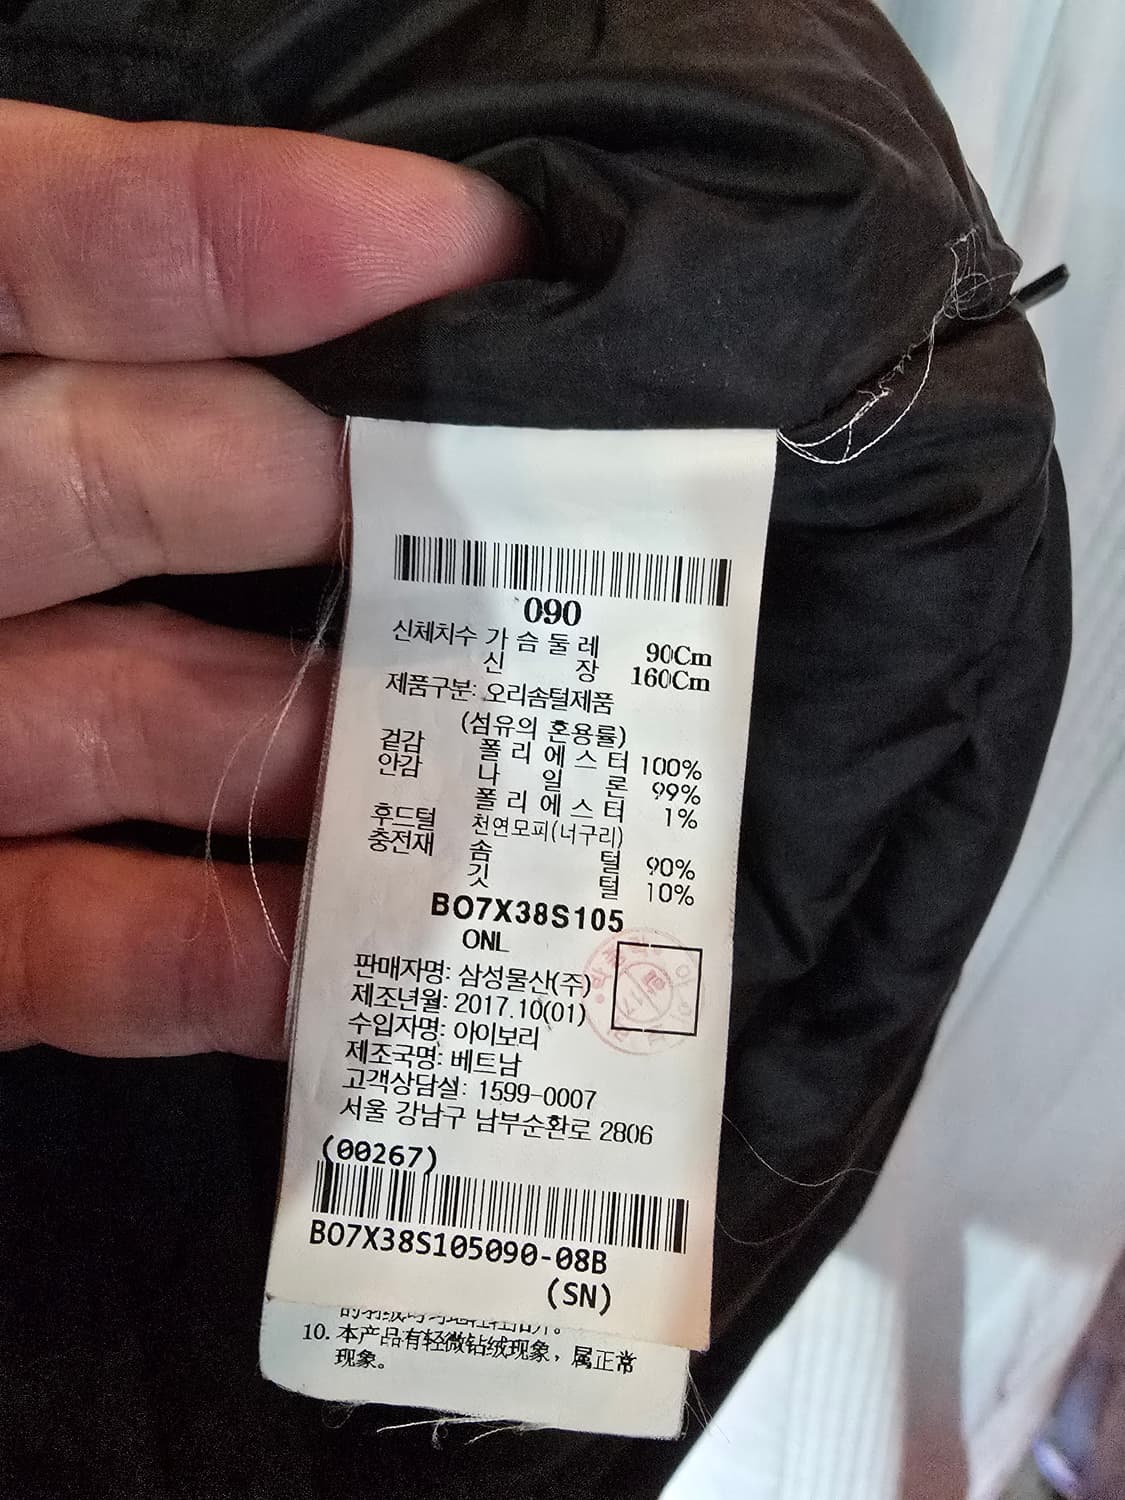 090
신체치수 가슴둘레 90Cm
신장 160Cm
제품구분: 오리솜털제품
(섬유의 혼용률)
겉감 폴리에스터 100%
안감 나일론 99%
폴리에스터 1%
후드털 천연모피(너구리)
충전재 솜털 90%
깃털 10%
BO7X38S105
ONL
판매자명: 삼성물산(주)
제조년월: 2017.10(01)
수입자명: 아이보리
제조국명: 베트남
고객상담실: 1599-0007
서울 강남구 남부순환로 2806
(00267)
BO7X38S105090-08B
(SN)
10. 本产品有轻微钻绒现象，属正常
现象。